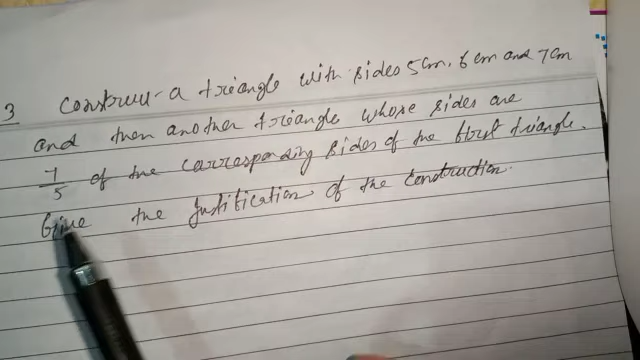 3 Construu a triangle with sides 5cm, 6cm and 7cm
and then another triangle whose sides are
7/5 of the corresponding sides of the first triangle.
Give the Justification of the construction.